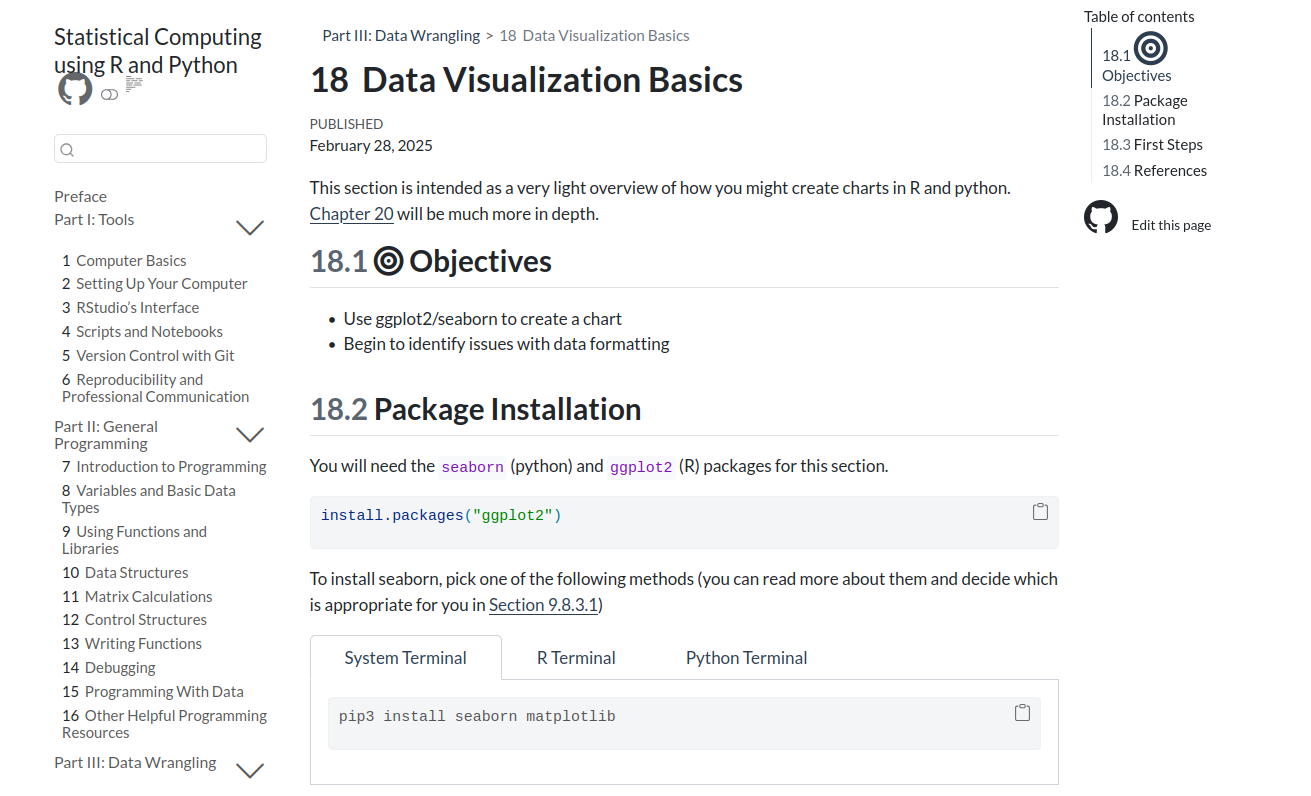 Statistical Computing
using R and Python
Preface
Part I: Tools
1 Computer Basics
2 Setting Up Your Computer
3 RStudio’s Interface
4 Scripts and Notebooks
5 Version Control with Git
6 Reproducibility and
Professional Communication
Part II: General
Programming
7 Introduction to Programming
8 Variables and Basic Data
Types
9 Using Functions and
Libraries
10 Data Structures
11 Matrix Calculations
12 Control Structures
13 Writing Functions
14 Debugging
15 Programming With Data
16 Other Helpful Programming
Resources
Part III: Data Wrangling
Part III: Data Wrangling > 18 Data Visualization Basics
18 Data Visualization Basics
PUBLISHED
February 28, 2025
This section is intended as a very light overview of how you might create charts in R and python.
Chapter 20 will be much more in depth.
18.1 Objectives
• Use ggplot2/seaborn to create a chart
• Begin to identify issues with data formatting
18.2 Package Installation
You will need the seaborn (python) and ggplot2 (R) packages for this section.
install.packages("ggplot2")
To install seaborn, pick one of the following methods (you can read more about them and decide which
is appropriate for you in Section 9.8.3.1)
System Terminal R Terminal Python Terminal
pip3 install seaborn matplotlib
Table of contents
18.1
Objectives
18.2 Package
Installation
18.3 First Steps
18.4 References
Edit this page